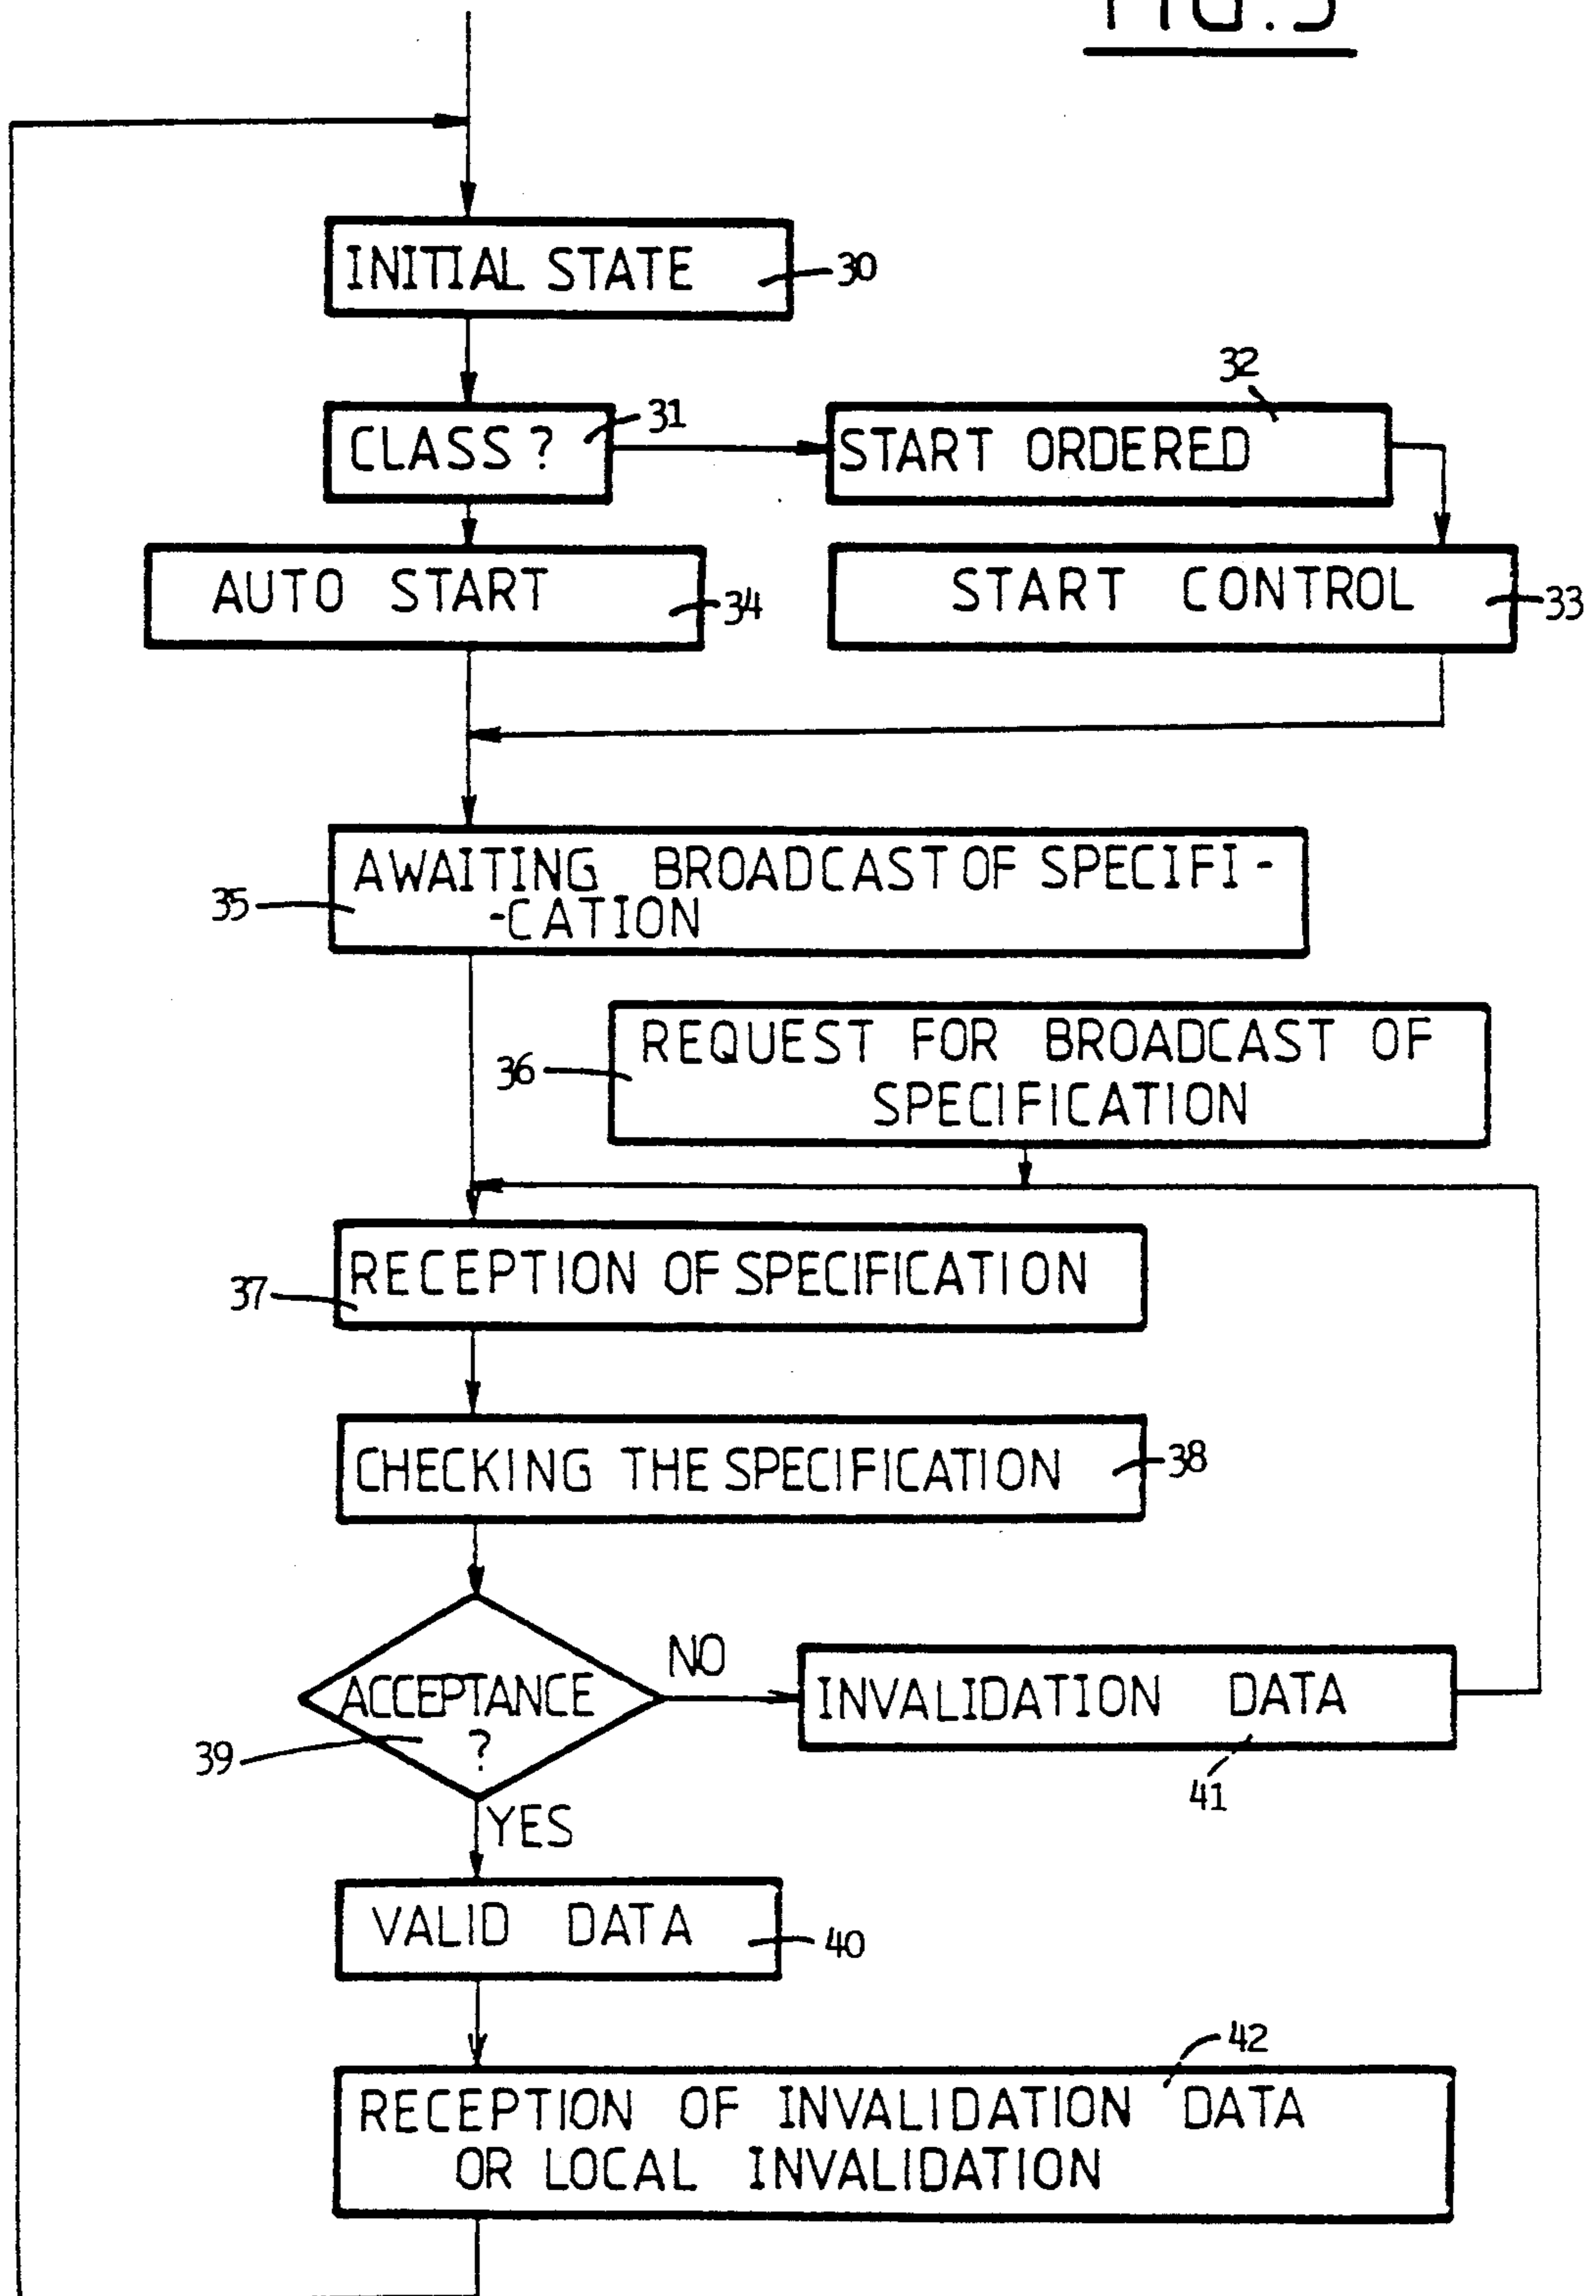 FIG.5
INITIAL STATE
30
CLASS ?
31
32
START ORDERED
AUTO START
34
START CONTROL
33
AWAITING BROADCAST OF SPECIFI-
-CATION
35
REQUEST FOR BROADCAST OF
SPECIFICATION
36
RECEPTION OF SPECIFICATION
37
CHECKING THE SPECIFICATION
38
ACCEPTANCE
?
39
NO
INVALIDATION DATA
41
YES
VALID DATA
40
42
RECEPTION OF INVALIDATION DATA
OR LOCAL INVALIDATION